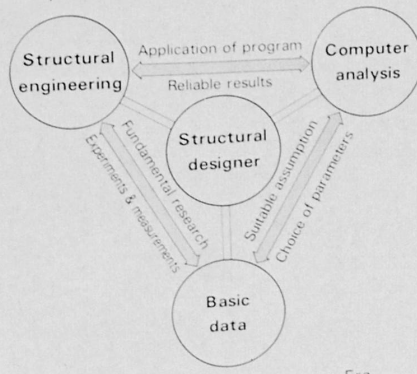 Structural
engineering
Application of program
Reliable results
Computer
analysis
Structural
designer
Fundamental research
Experiments & measurements
Suitable assumption
Choice of parameters
Basic
data